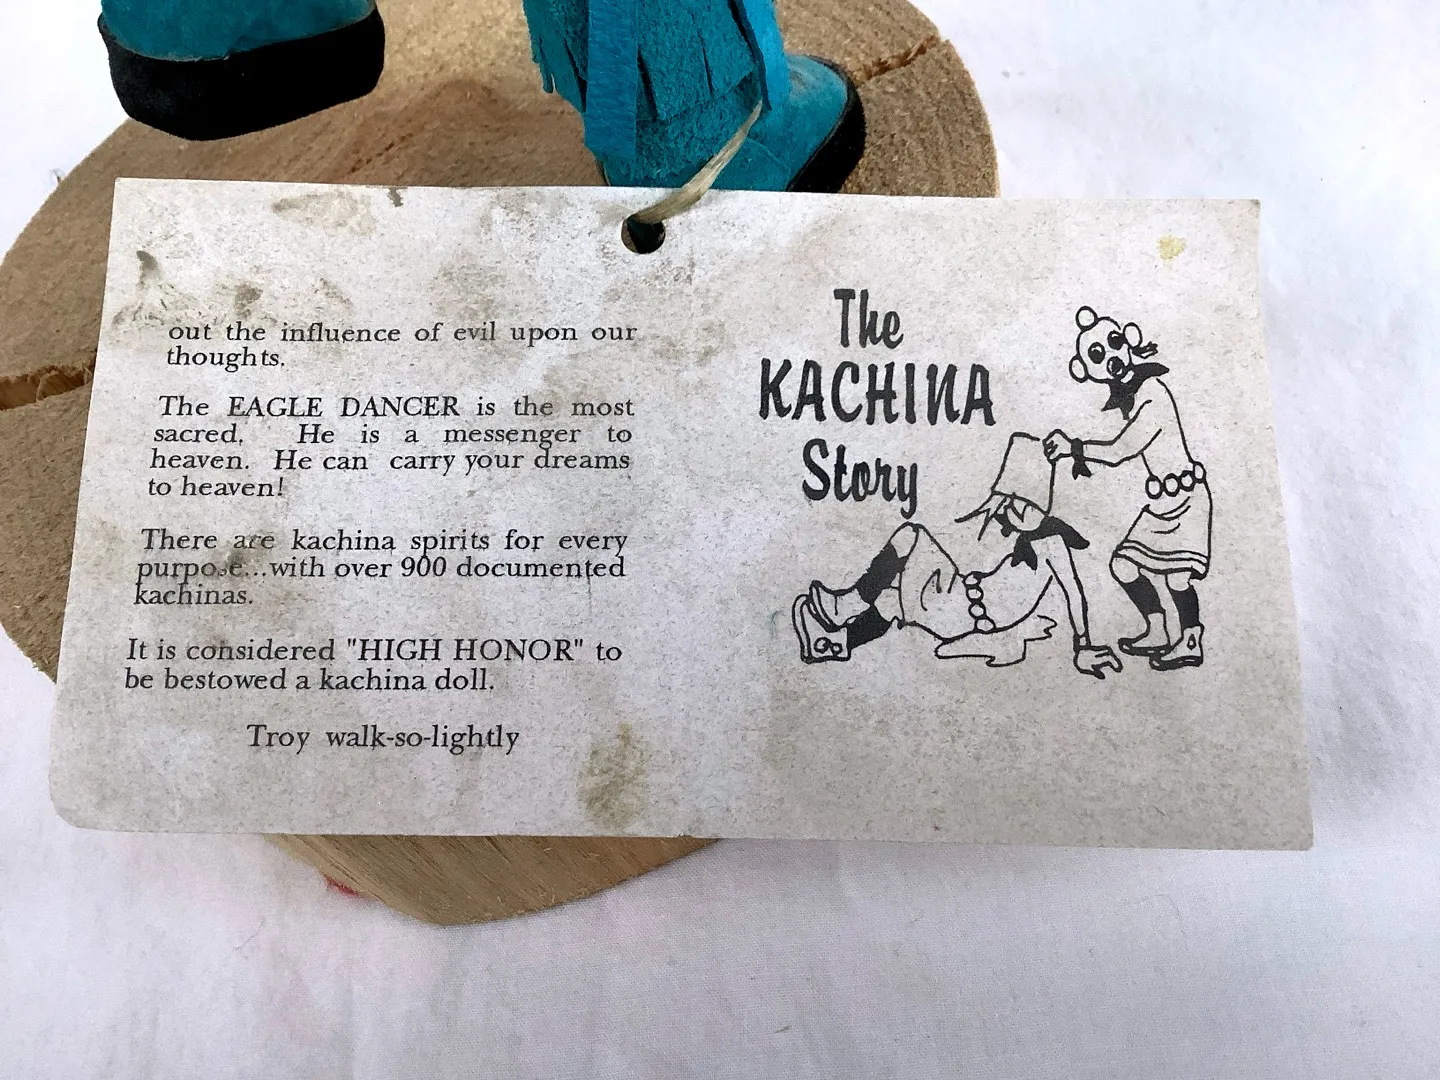 out the influence of evil upon our
thoughts.
The EAGLE DANCER is the most
sacred. He is a messenger to
heaven. He can carry your dreams
to heaven!
There are kachina spirits for every
purpose...with over 900 documented
kachinas.
It is considered "HIGH HONOR" to
be bestowed a kachina doll.
Troy walk-so-lightly
The
KACHINA
Story